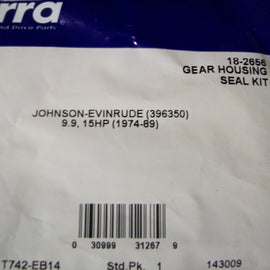 rra
nd Drive Parts
18-2656
GEAR HOUSING
SEAL KIT
JOHNSON-EVINRUDE (396350)
9.9, 15HP (1974-89)
0 30999 31267 9
T742-EB14 Std Pk. 1 143009